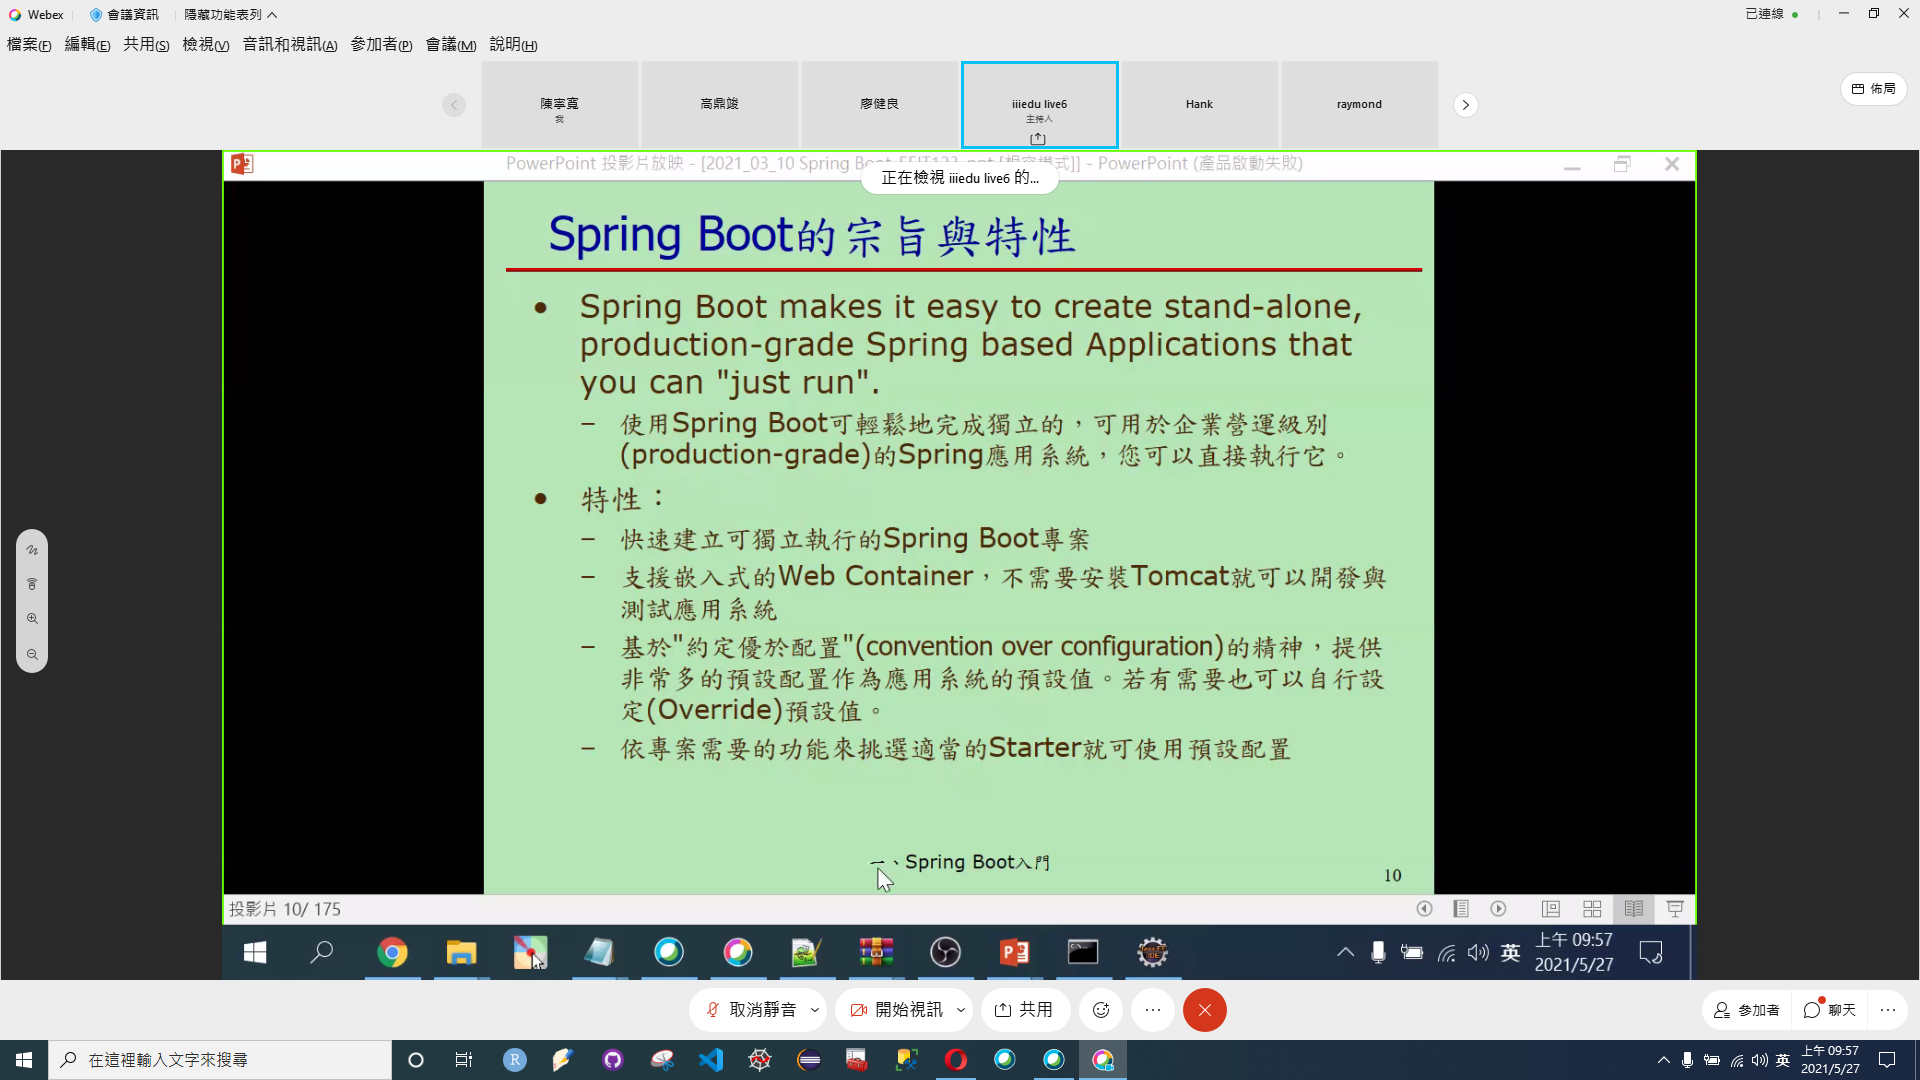 Webex
會議資訊
隱藏功能表列
已連線
檔案(F) 編輯(E) 共用(S) 檢視(V) 音訊和視訊(A) 參加者(P) 會議(M) 說明(H)
陳寧寬
我
高鼎竣
廖健良
iiiedu live6
主持人
Hank
raymond
佈局
PowerPoint 投影片放映 - [2021_03_10 Spring Boot
- PowerPoint (產品啟動失敗)
正在檢視 iiiedu live6 的...
Spring Boot的宗旨與特性
• Spring Boot makes it easy to create stand-alone,
production-grade Spring based Applications that
you can "just run".
– 使用Spring Boot可輕鬆地完成獨立的，可用於企業營運級別
(production-grade)的Spring應用系統，您可以直接執行它。
• 特性：
– 快速建立可獨立執行的Spring Boot專案
– 支援嵌入式的Web Container，不需要安裝Tomcat就可以開發與
測試應用系統
– 基於"約定優於配置"(convention over configuration)的精神，提供
非常多的預設配置作為應用系統的預設值。若有需要也可以自行設
定(Override)預設值。
– 依專案需要的功能來挑選適當的Starter就可使用預設配置
一、Spring Boot入門
10
投影片 10/ 175
英
上午 09:57
2021/5/27
取消靜音
開始視訊
共用
參加者
聊天
在這裡輸入文字來搜尋
英
上午 09:57
2021/5/27